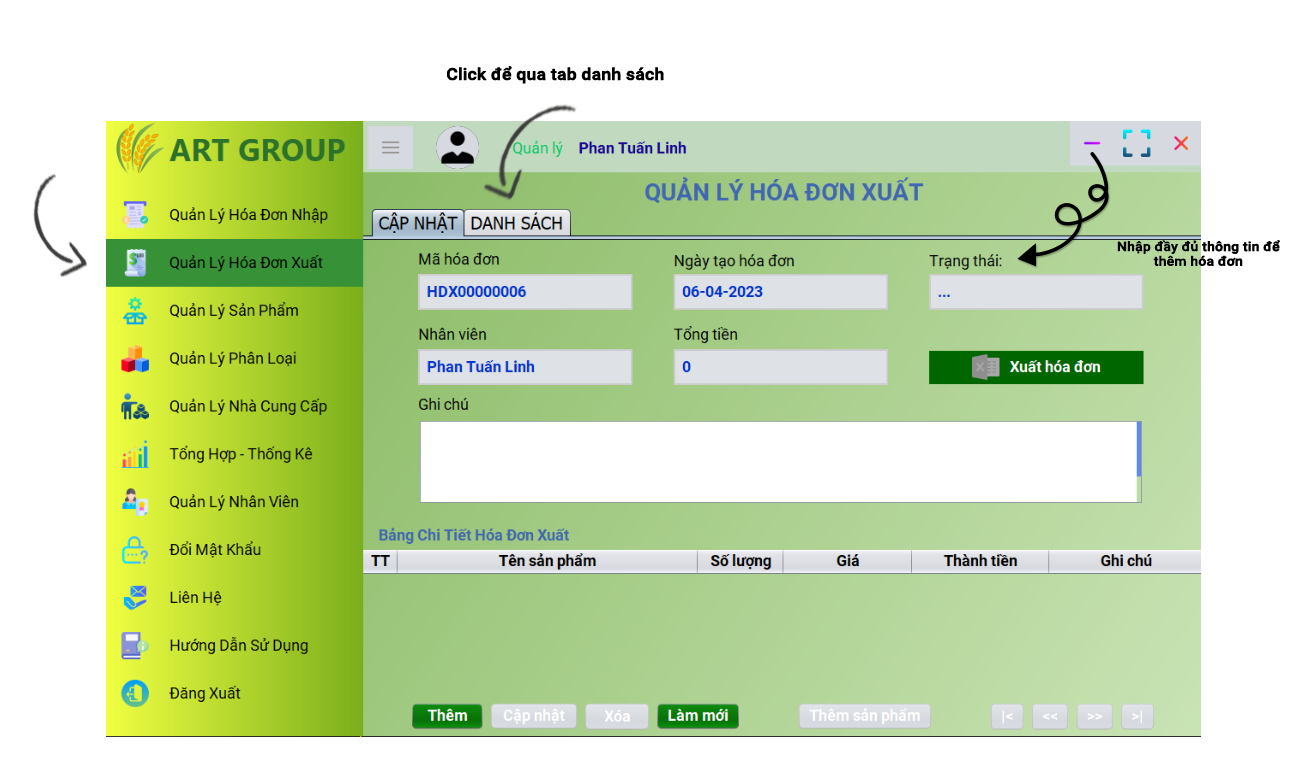 Click để qua tab danh sách
ART GROUP
Quản lý Phan Tuấn Linh
QUẢN LÝ HÓA ĐƠN XUẤT
CẬP NHẬT DANH SÁCH
Nhập đầy đủ thông tin để
thêm hóa đơn
Quản Lý Hóa Đơn Nhập
Quản Lý Hóa Đơn Xuất
Quản Lý Sản Phẩm
Quản Lý Phân Loại
Quản Lý Nhà Cung Cấp
Tổng Hợp - Thống Kê
Quản Lý Nhân Viên
Đổi Mật Khẩu
Liên Hệ
Hướng Dẫn Sử Dụng
Đăng Xuất
Mã hóa đơn Ngày tạo hóa đơn Trạng thái:
HDX00000006 06-04-2023 ...
Nhân viên Tổng tiền
Phan Tuấn Linh 0 Xuất hóa đơn
Ghi chú
Bảng Chi Tiết Hóa Đơn Xuất
TT Tên sản phẩm Số lượng Giá Thành tiền Ghi chú
Thêm Cập nhật Xóa Làm mới Thêm sản phẩm |< << >> >|